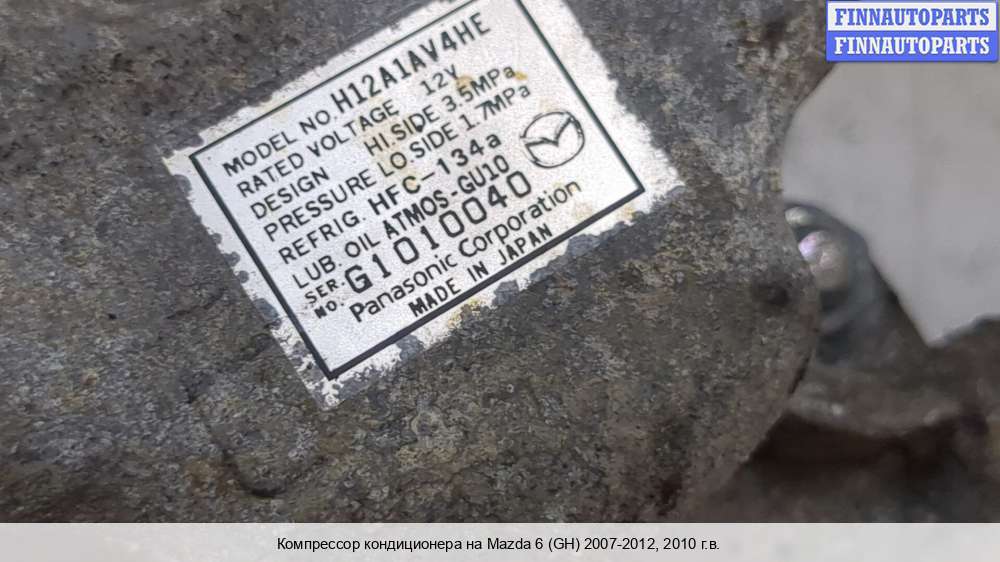 FINNAUTOPARTS
FINNAUTOPARTS
MODEL NO. H12A1AV4HE
RATED VOLTAGE 12V
DESIGN HI.SIDE 3.5MPa
PRESSURE LO.SIDE 1.7MPa
REFRIG. HFC-134a
LUB. OIL ATMOS-GU10
SER. NO. G1010040
Panasonic Corporation
MADE IN JAPAN
Компрессор кондиционера на Mazda 6 (GH) 2007-2012, 2010 г.в.